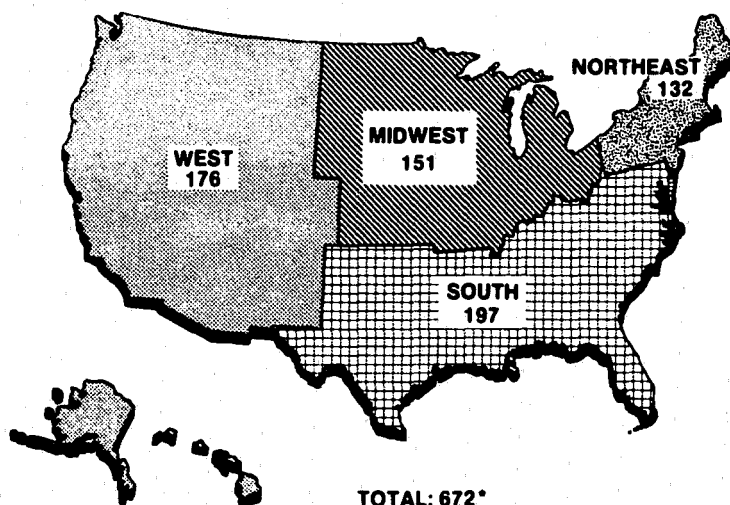 NORTHEAST
132
MIDWEST
151
WEST
176
SOUTH
197
TOTAL: 672*